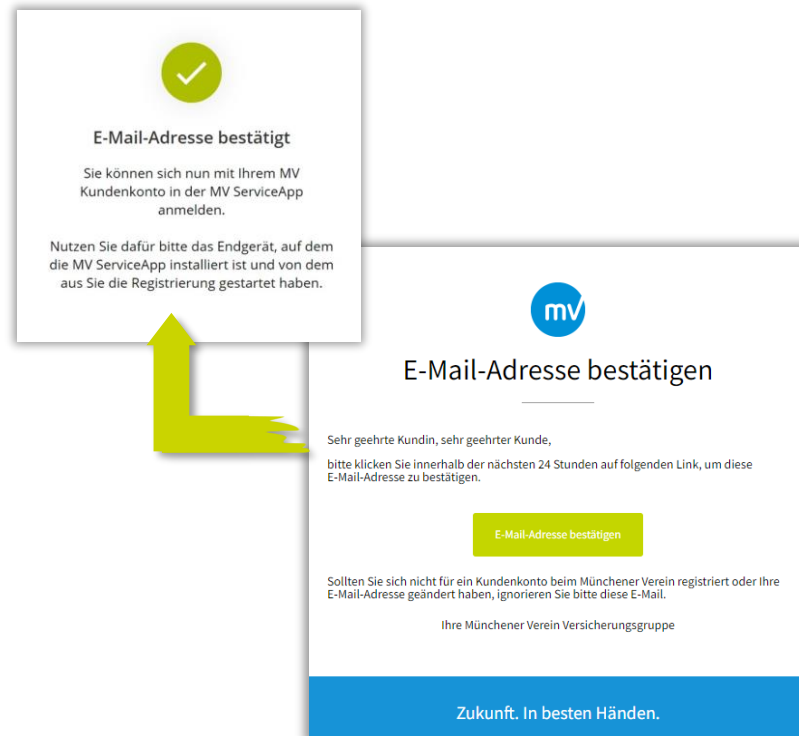 E-Mail-Adresse bestätigt
Sie können sich nun mit Ihrem MV
Kundenkonto in der MV ServiceApp
anmelden.
Nutzen Sie dafür bitte das Endgerät, auf dem
die MV ServiceApp installiert ist und von dem
aus Sie die Registrierung gestartet haben.
mv
E-Mail-Adresse bestätigen
Sehr geehrte Kundin, sehr geehrter Kunde,
bitte klicken Sie innerhalb der nächsten 24 Stunden auf folgenden Link, um diese
E-Mail-Adresse zu bestätigen.
E-Mail-Adresse bestätigen
Sollten Sie sich nicht für ein Kundenkonto beim Münchener Verein registriert oder Ihre
E-Mail-Adresse geändert haben, ignorieren Sie bitte diese E-Mail.
Ihre Münchener Verein Versicherungsgruppe
Zukunft. In besten Händen.